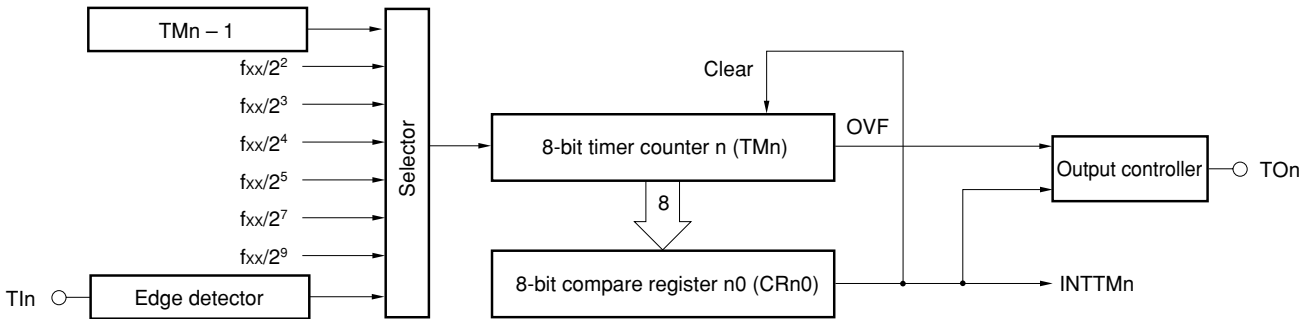 TMn – 1
fxx/2²
fxx/2³
fxx/2⁴
fxx/2⁵
fxx/2⁷
fxx/2⁹
TIn
Edge detector
Selector
Clear
8-bit timer counter n (TMn)
OVF
8
8-bit compare register n0 (CRn0)
Output controller
TOn
INTTMn